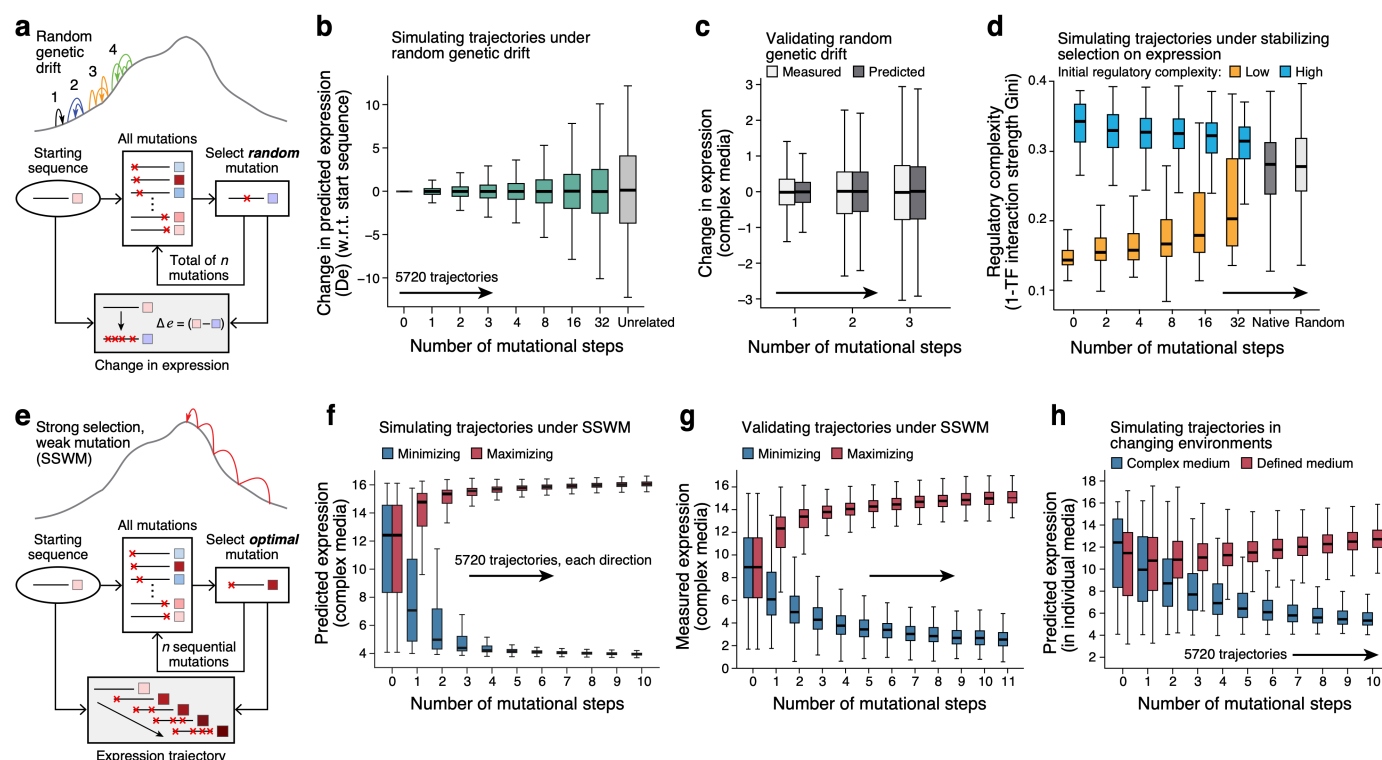 a
Random
genetic
drift
1
2
3
4
All mutations
Starting
sequence
Select random
mutation
Total of n
mutations
Δe = ( − )
Change in expression
b
Simulating trajectories under
random genetic drift
Change in predicted expression
(De) (w.r.t. start sequence)
10
5
0
−5
−10
5720 trajectories
0 1 2 3 4 8 16 32 Unrelated
Number of mutational steps
c
Validating random
genetic drift
Measured Predicted
Change in expression
(complex media)
3
2
1
0
−1
−2
−3
1 2 3
Number of mutational steps
d
Simulating trajectories under stabilizing
selection on expression
Initial regulatory complexity: Low High
Regulatory complexity
(1-TF interaction strength Gini)
0.4
0.3
0.2
0.1
0 2 4 8 16 32 Native Random
Number of mutational steps
e
Strong selection,
weak mutation
(SSWM)
All mutations
Starting
sequence
Select optimal
mutation
n sequential
mutations
Expression trajectory
f
Simulating trajectories under SSWM
Minimizing Maximizing
Predicted expression
(complex media)
16
14
12
10
8
6
4
5720 trajectories, each direction
0 1 2 3 4 5 6 7 8 9 10
Number of mutational steps
g
Validating trajectories under SSWM
Minimizing Maximizing
Measured expression
(complex media)
16
14
12
10
8
6
4
2
0
0 1 2 3 4 5 6 7 8 9 10 11
Number of mutational steps
h
Simulating trajectories in
changing environments
Complex medium Defined medium
Predicted expression
(in individual media)
18
16
14
12
10
8
6
4
2
5720 trajectories
0 1 2 3 4 5 6 7 8 9 10
Number of mutational steps